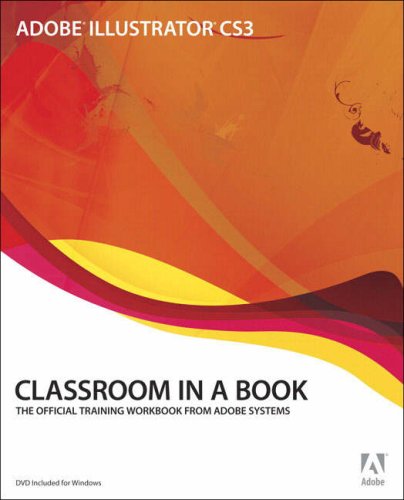 ADOBE® ILLUSTRATOR® CS3
CLASSROOM IN A BOOK
THE OFFICIAL TRAINING WORKBOOK FROM ADOBE SYSTEMS
DVD Included for Windows
Adobe